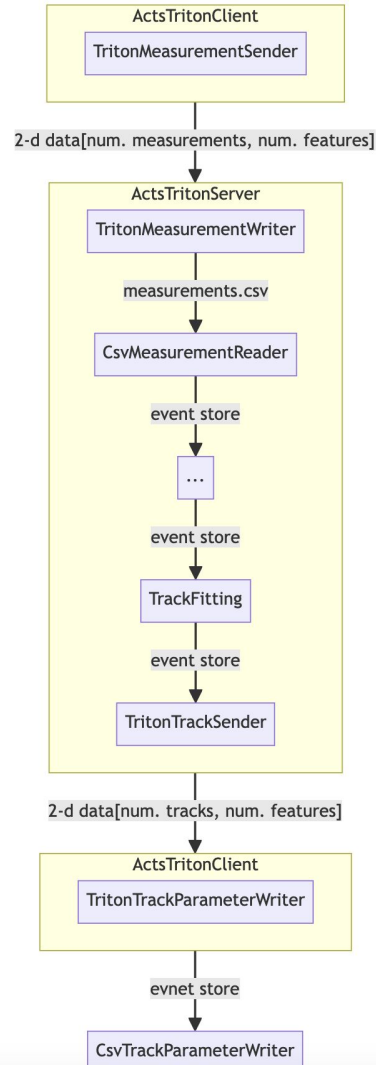 ActsTritonClient
TritonMeasurementSender
2-d data[num. measurements, num. features]
ActsTritonServer
TritonMeasurementWriter
measurements.csv
CsvMeasurementReader
event store
...
event store
TrackFitting
event store
TritonTrackSender
2-d data[num. tracks, num. features]
ActsTritonClient
TritonTrackParameterWriter
evnet store
CsvTrackParameterWriter